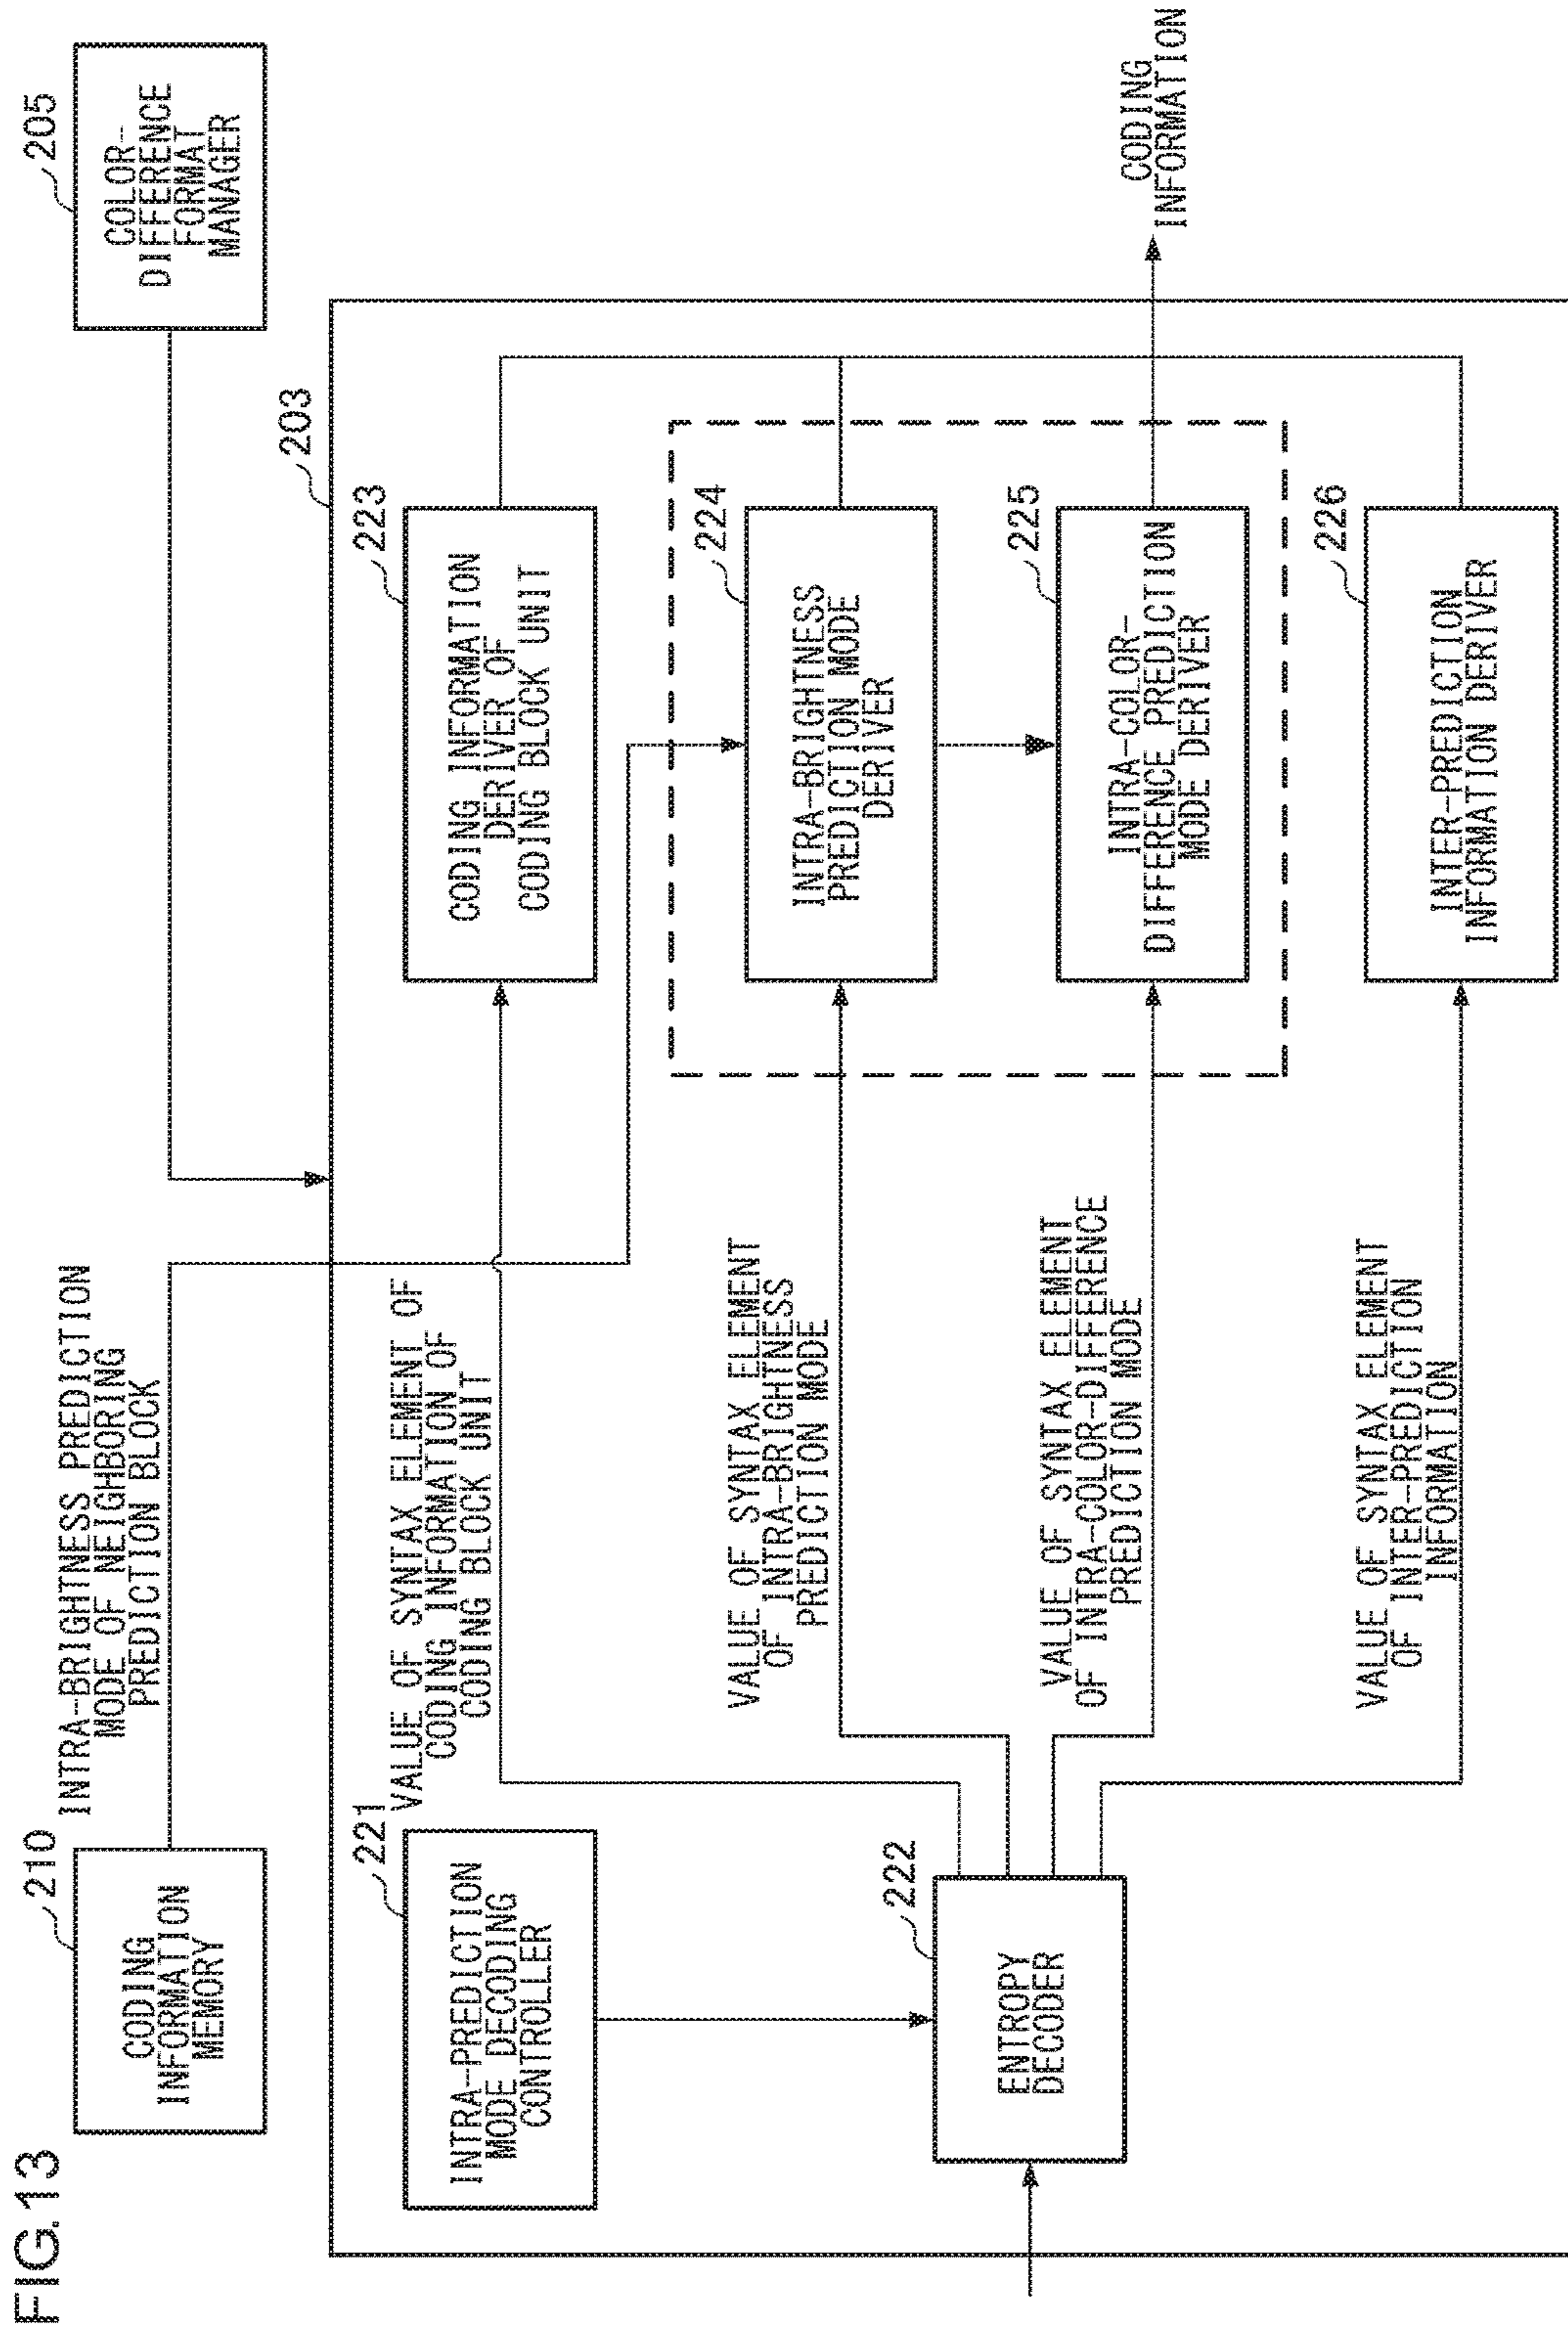 FIG.13
210
CODING
INFORMATION
MEMORY
INTRA-BRIGHTNESS PREDICTION
MODE OF NEIGHBORING
PREDICTION BLOCK
205
COLOR-
DIFFERENCE
FORMAT
MANAGER
203
221
INTRA-PREDICTION
MODE DECODING
CONTROLLER
VALUE OF SYNTAX ELEMENT OF
CODING INFORMATION OF
CODING BLOCK UNIT
223
CODING INFORMATION
DERIVER OF
CODING BLOCK UNIT
VALUE OF SYNTAX ELEMENT
OF INTRA-BRIGHTNESS
PREDICTION MODE
224
INTRA-BRIGHTNESS
PREDICTION MODE
DERIVER
222
ENTROPY
DECODER
VALUE OF SYNTAX ELEMENT
OF INTRA-COLOR-DIFFERENCE
PREDICTION MODE
225
INTRA-COLOR-
DIFFERENCE PREDICTION
MODE DERIVER
CODING
INFORMATION
VALUE OF SYNTAX ELEMENT
OF INTER-PREDICTION
INFORMATION
226
INTER-PREDICTION
INFORMATION DERIVER